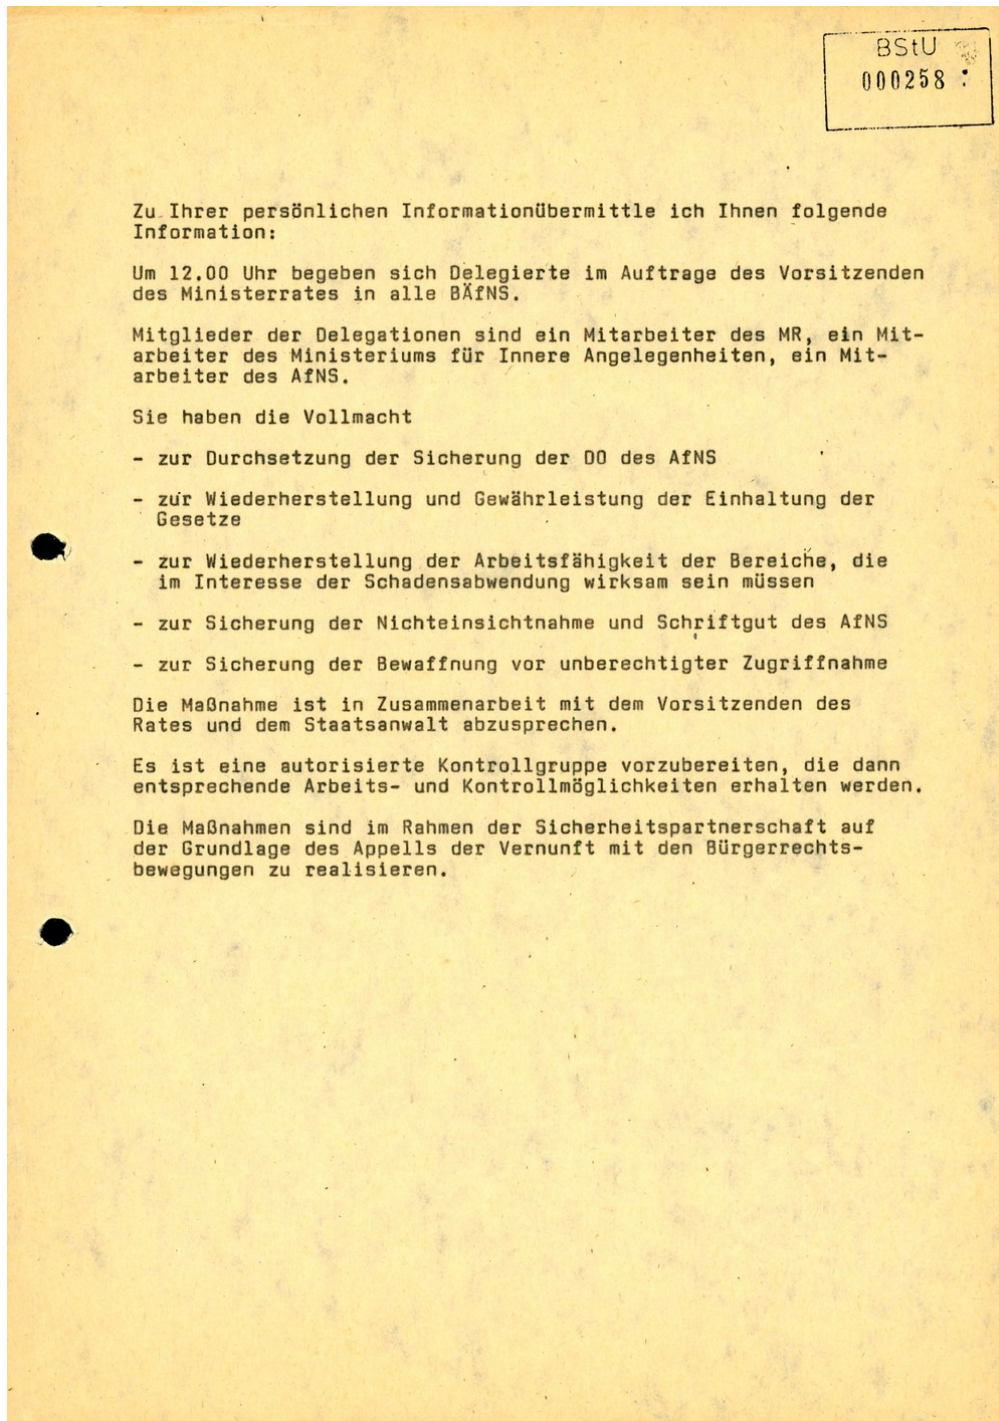 BStU
000258
Zu Ihrer persönlichen Informationübermittle ich Ihnen folgende
Information:
Um 12.00 Uhr begeben sich Delegierte im Auftrage des Vorsitzenden
des Ministerrates in alle BÄfNS.
Mitglieder der Delegationen sind ein Mitarbeiter des MR, ein Mit-
arbeiter des Ministeriums für Innere Angelegenheiten, ein Mit-
arbeiter des AfNS.
Sie haben die Vollmacht
- zur Durchsetzung der Sicherung der DO des AfNS
- zur Wiederherstellung und Gewährleistung der Einhaltung der
Gesetze
- zur Wiederherstellung der Arbeitsfähigkeit der Bereiche, die
im Interesse der Schadensabwendung wirksam sein müssen
- zur Sicherung der Nichteinsichtnahme und Schriftgut des AfNS
- zur Sicherung der Bewaffnung vor unberechtigter Zugriffnahme
Die Maßnahme ist in Zusammenarbeit mit dem Vorsitzenden des
Rates und dem Staatsanwalt abzusprechen.
Es ist eine autorisierte Kontrollgruppe vorzubereiten, die dann
entsprechende Arbeits- und Kontrollmöglichkeiten erhalten werden.
Die Maßnahmen sind im Rahmen der Sicherheitspartnerschaft auf
der Grundlage des Appells der Vernunft mit den Bürgerrechts-
bewegungen zu realisieren.